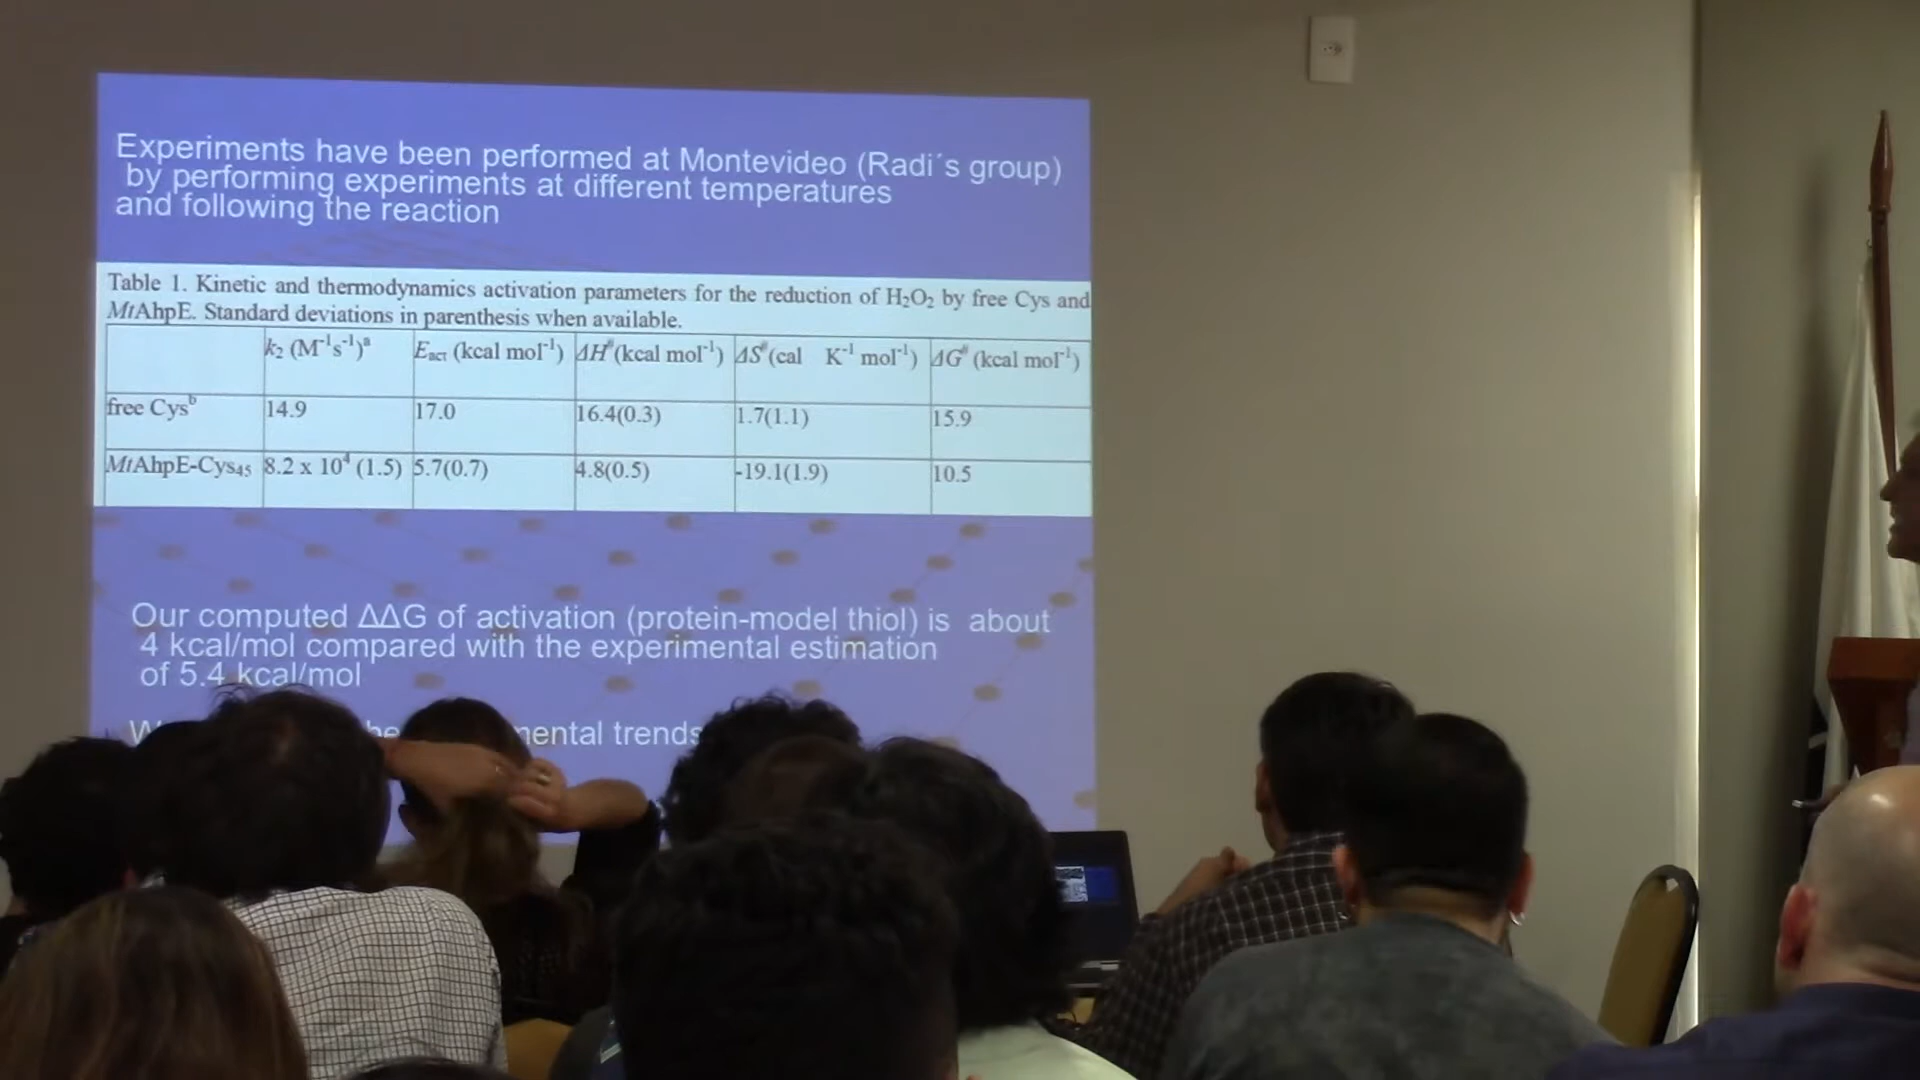 Experiments have been performed at Montevideo (Radi´s group)
by performing experiments at different temperatures
and following the reaction
Table 1. Kinetic and thermodynamics activation parameters for the reduction of H₂O₂ by free Cys and
MtAhpE. Standard deviations in parenthesis when available.
k₂ (M⁻¹s⁻¹)ᵃ Eact (kcal mol⁻¹) ΔH# (kcal mol⁻¹) ΔS# (cal K⁻¹ mol⁻¹) ΔG# (kcal mol⁻¹)
free Cysᵇ 14.9 17.0 16.4(0.3) 1.7(1.1) 15.9
MtAhpE-Cys45 8.2 x 10⁴ (1.5) 5.7(0.7) 4.8(0.5) -19.1(1.9) 10.5
Our computed ΔΔG of activation (protein-model thiol) is about
4 kcal/mol compared with the experimental estimation
of 5.4 kcal/mol
trends